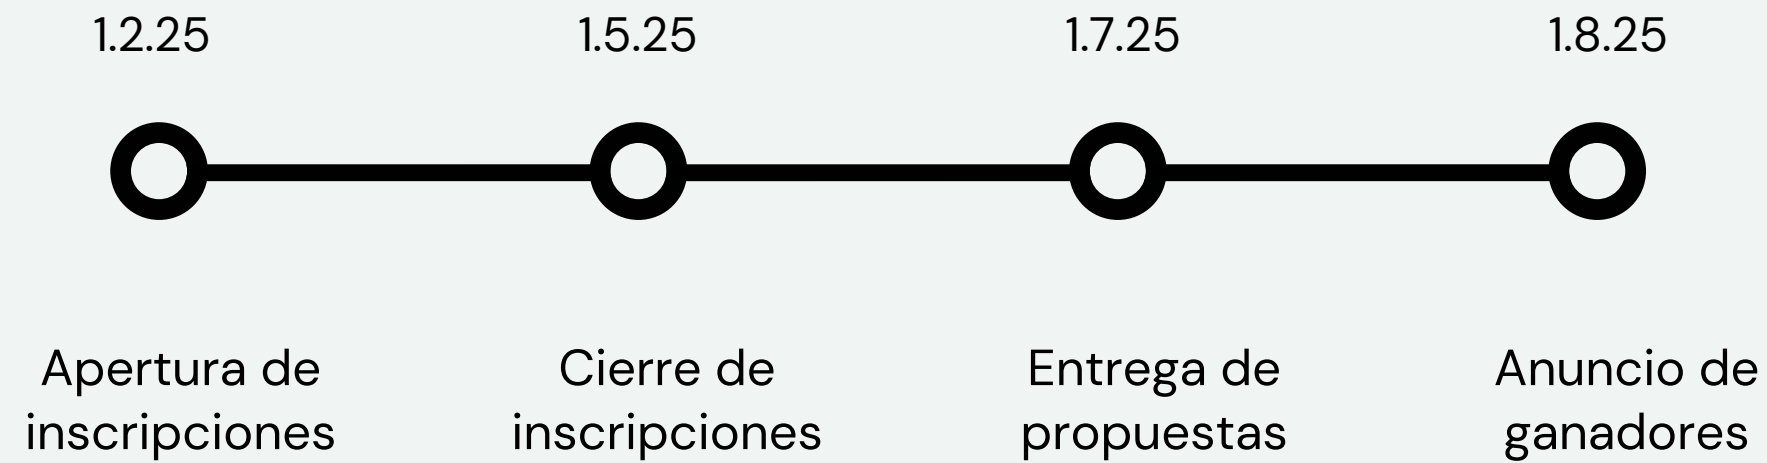 1.2.25
1.5.25
1.7.25
1.8.25
Apertura de
inscripciones
Cierre de
inscripciones
Entrega de
propuestas
Anuncio de
ganadores